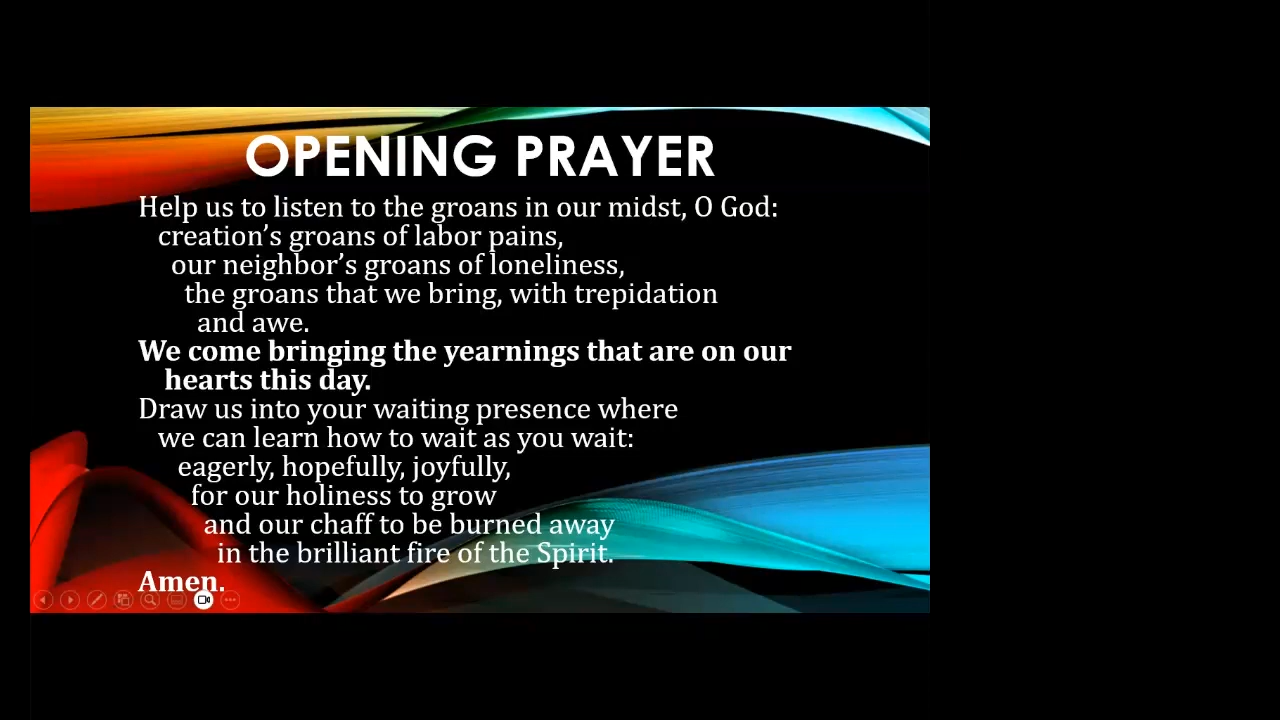 OPENING PRAYER
Help us to listen to the groans in our midst, O God:
creation’s groans of labor pains,
our neighbor’s groans of loneliness,
the groans that we bring, with trepidation
and awe.
We come bringing the yearnings that are on our
hearts this day.
Draw us into your waiting presence where
we can learn how to wait as you wait:
eagerly, hopefully, joyfully,
for our holiness to grow
and our chaff to be burned away
in the brilliant fire of the Spirit.
Amen.